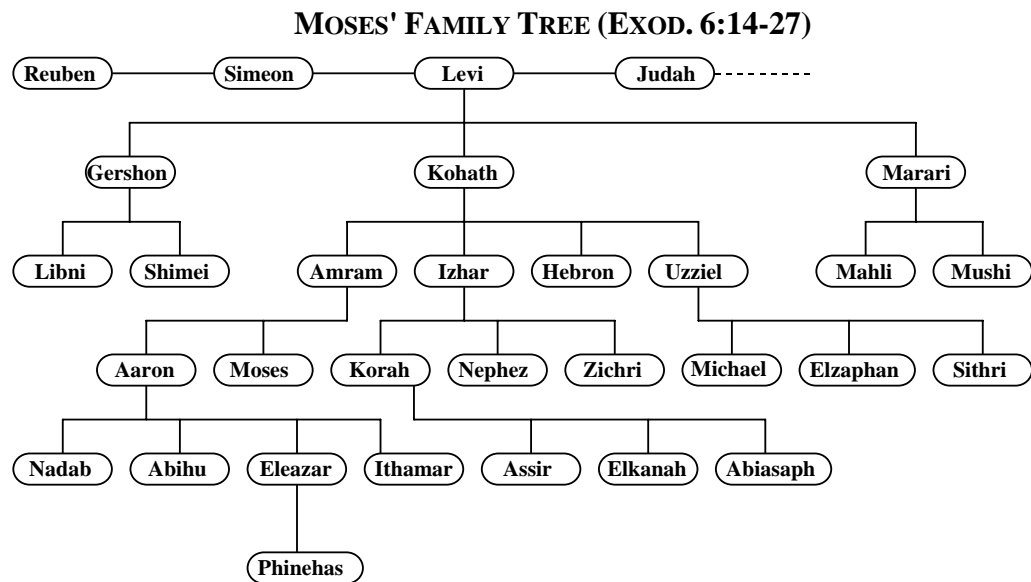 MOSES' FAMILY TREE (EXOD. 6:14-27)
Reuben Simeon Levi Judah
Gershon Kohath Marari
Libni Shimei Amram Izhar Hebron Uzziel Mahli Mushi
Aaron Moses Korah Nephez Zichri Michael Elzaphan Sithri
Nadab Abihu Eleazar Ithamar Assir Elkanah Abiasaph
Phinehas